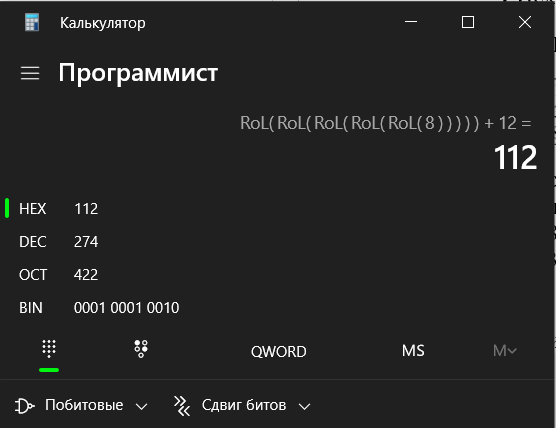 Калькулятор
Программист
RoL(RoL(RoL(RoL(RoL(8))))) + 12 =
112
HEX 112
DEC 274
OCT 422
BIN 0001 0001 0010
QWORD MS M
Побитовые Сдвиг битов